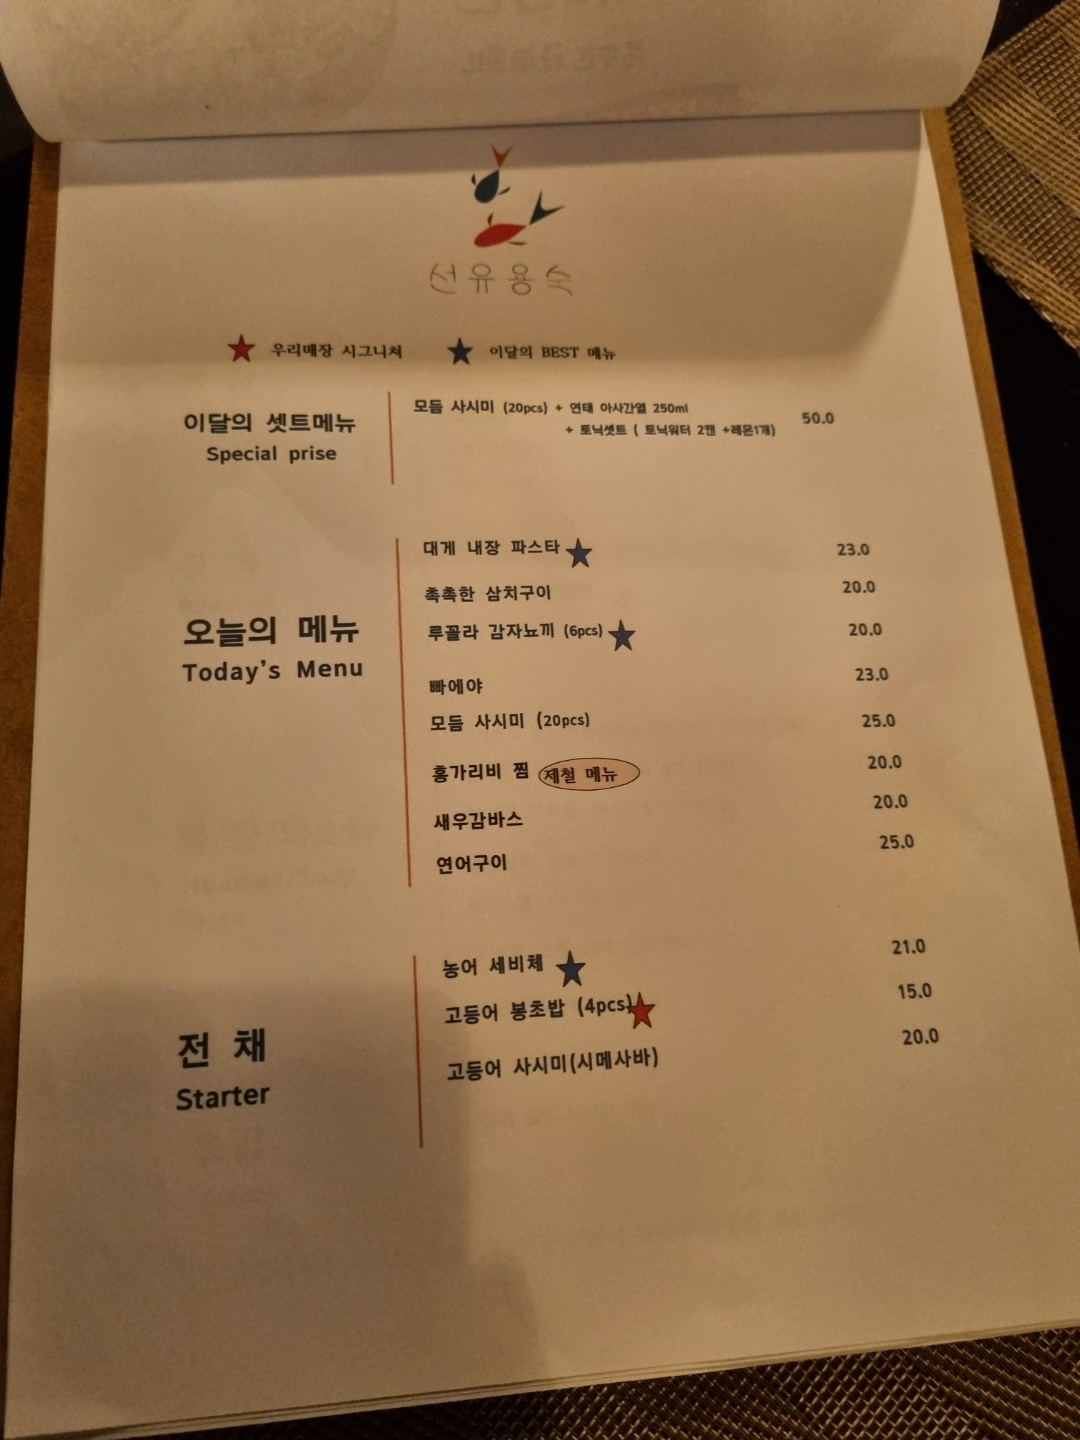 선유용숙
우리매장 시그니쳐 이달의 BEST 메뉴
이달의 셋트메뉴
Special prise
모듬 사시미 (20pcs) + 연태 아사간열 250ml 50.0
+ 토닉셋트 ( 토닉워터 2캔 +레몬1개)
오늘의 메뉴
Today's Menu
대게 내장 파스타 23.0
촉촉한 삼치구이 20.0
루꼴라 감자뇨끼 (6pcs) 20.0
빠에야 23.0
모듬 사시미 (20pcs) 25.0
홍가리비 찜 제철 메뉴 20.0
새우감바스 20.0
연어구이 25.0
전 채
Starter
농어 세비체 21.0
고등어 봉초밥 (4pcs) 15.0
고등어 사시미(시메사바) 20.0